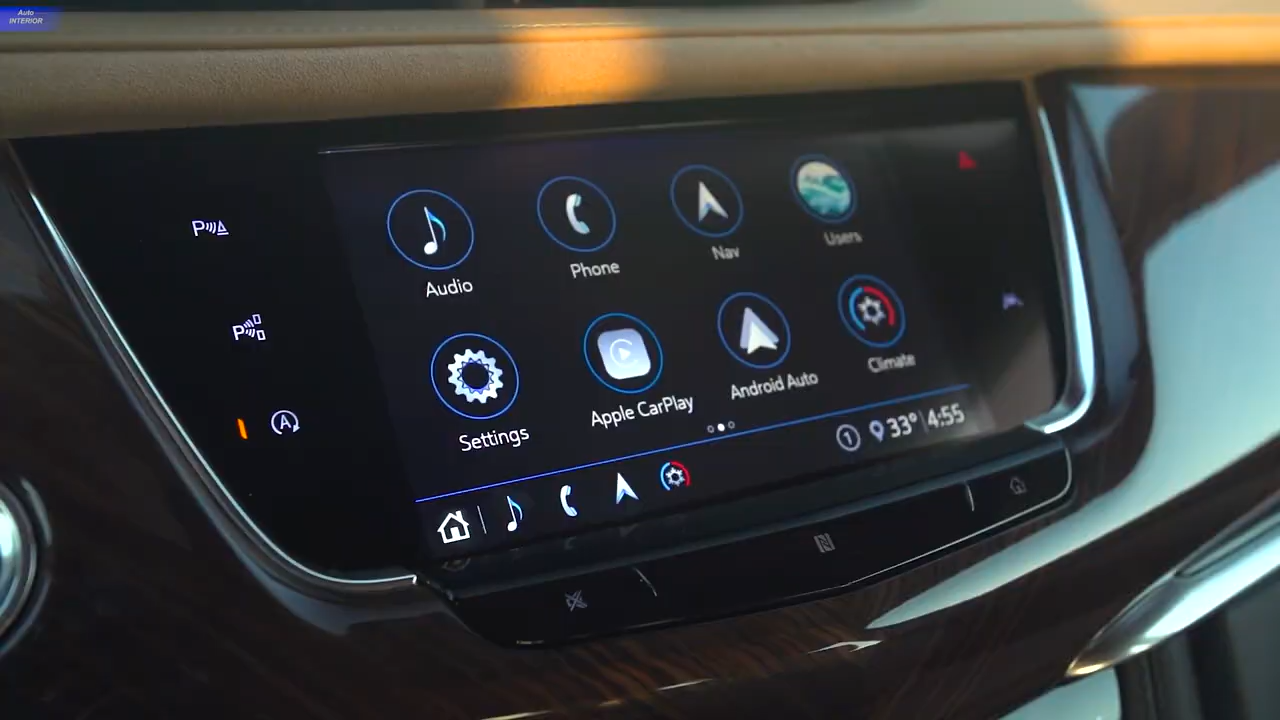 Auto
INTERIOR
Audio
Phone
Nav
Users
Settings
Apple CarPlay
Android Auto
Climate
1
33° 4:55
P
P
A
N